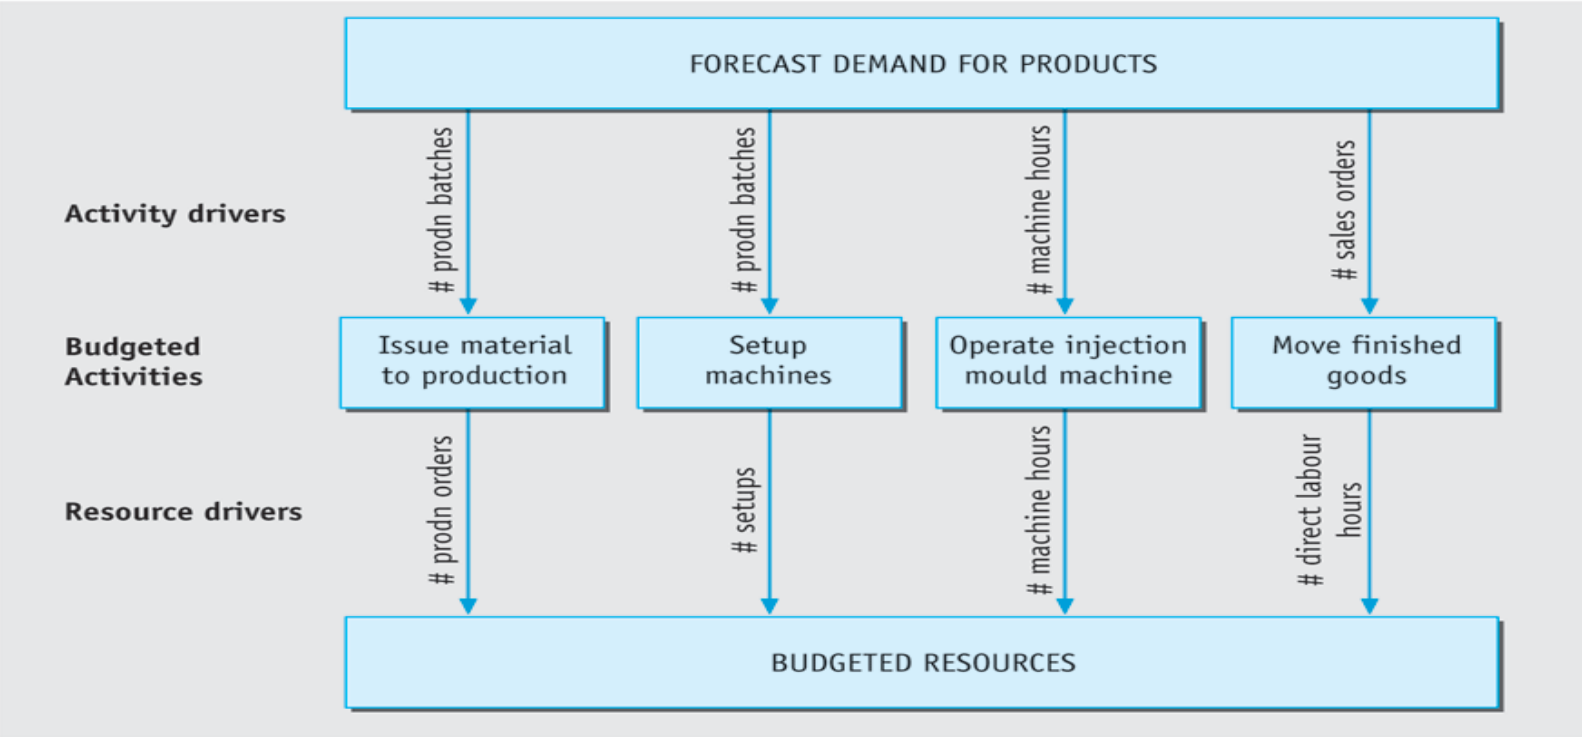 FORECAST DEMAND FOR PRODUCTS
Activity drivers
# prodn batches
# prodn batches
# machine hours
# sales orders
Budgeted
Activities
Issue material
to production
Setup
machines
Operate injection
mould machine
Move finished
goods
Resource drivers
# prodn orders
# setups
# machine hours
# direct labour
hours
BUDGETED RESOURCES